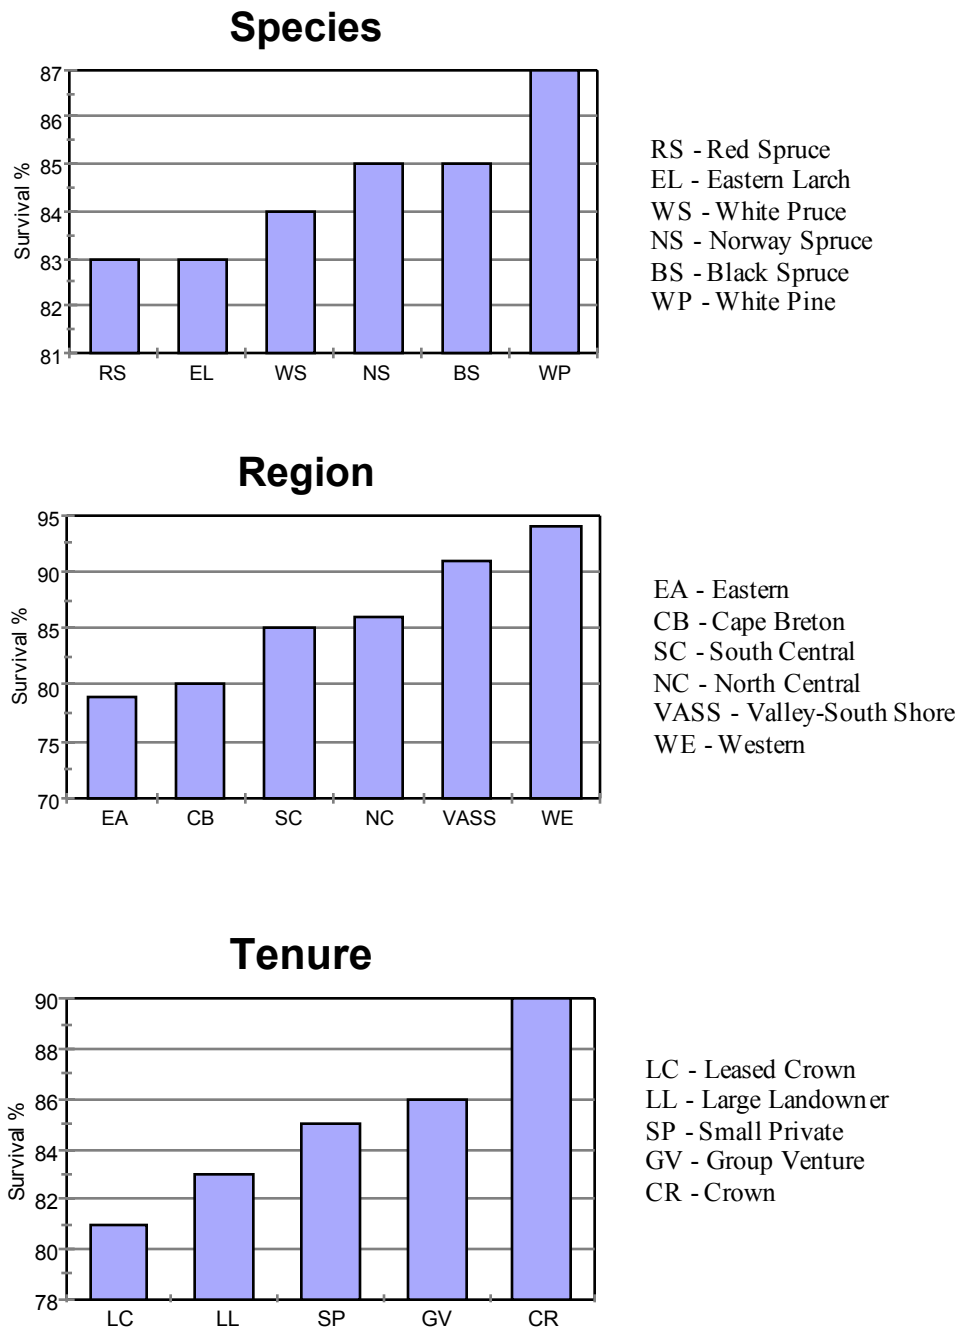 Species
87
86
85
84
83
82
81
Survival %
RS EL WS NS BS WP
RS - Red Spruce
EL - Eastern Larch
WS - White Pruce
NS - Norway Spruce
BS - Black Spruce
WP - White Pine
Region
95
90
85
80
75
70
Survival %
EA CB SC NC VASS WE
EA - Eastern
CB - Cape Breton
SC - South Central
NC - North Central
VASS - Valley-South Shore
WE - Western
Tenure
90
88
86
84
82
80
78
Survival %
LC LL SP GV CR
LC - Leased Crown
LL - Large Landowner
SP - Small Private
GV - Group Venture
CR - Crown